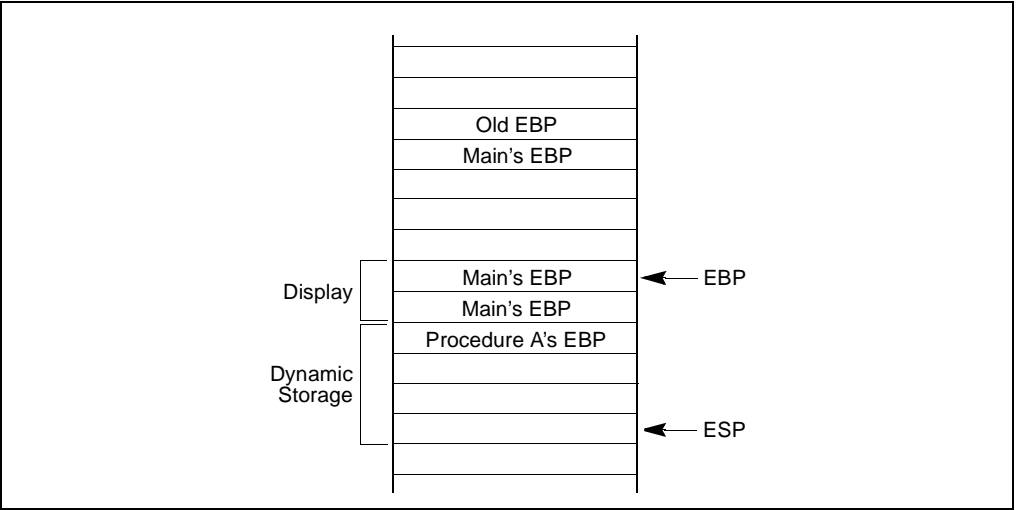 Old EBP
Main's EBP
Main's EBP
EBP
Display
Main's EBP
Procedure A's EBP
Dynamic
Storage
ESP